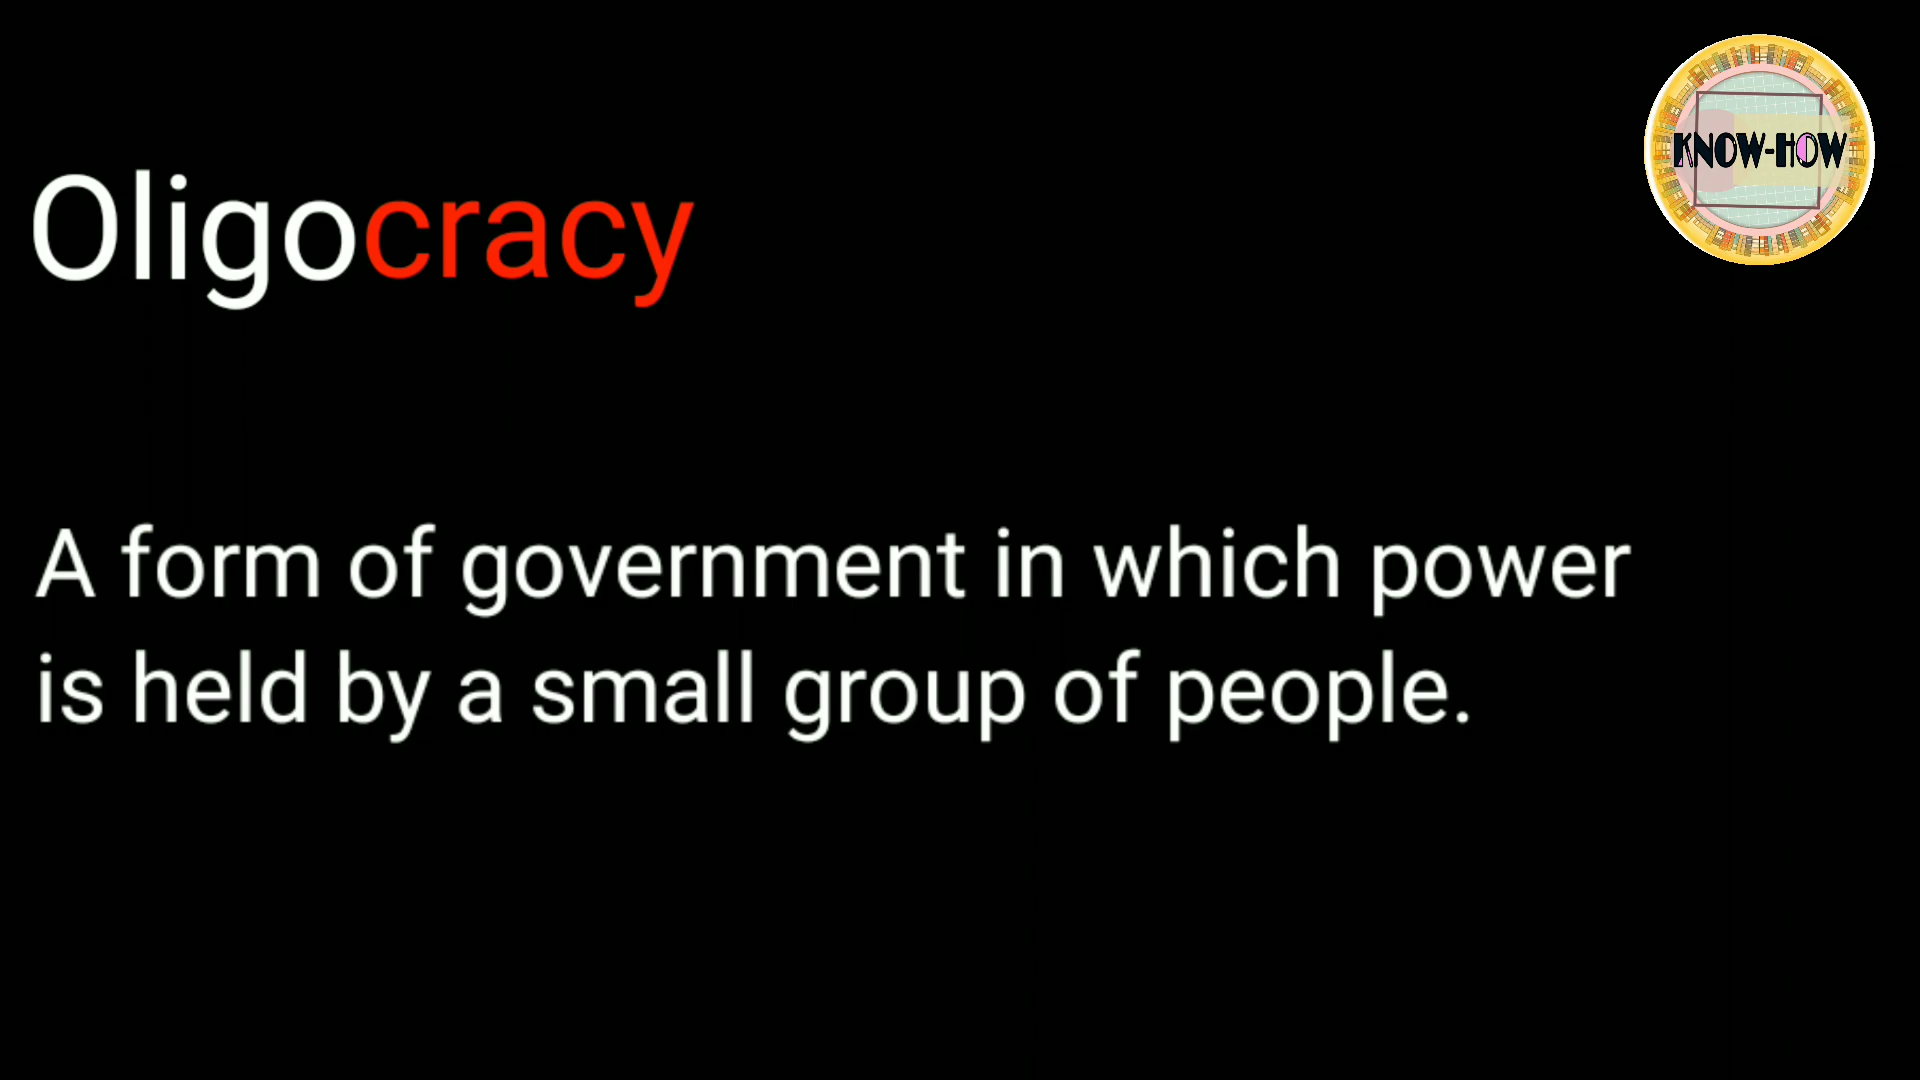 KNOW-HOW
Oligocracy
A form of government in which power
is held by a small group of people.